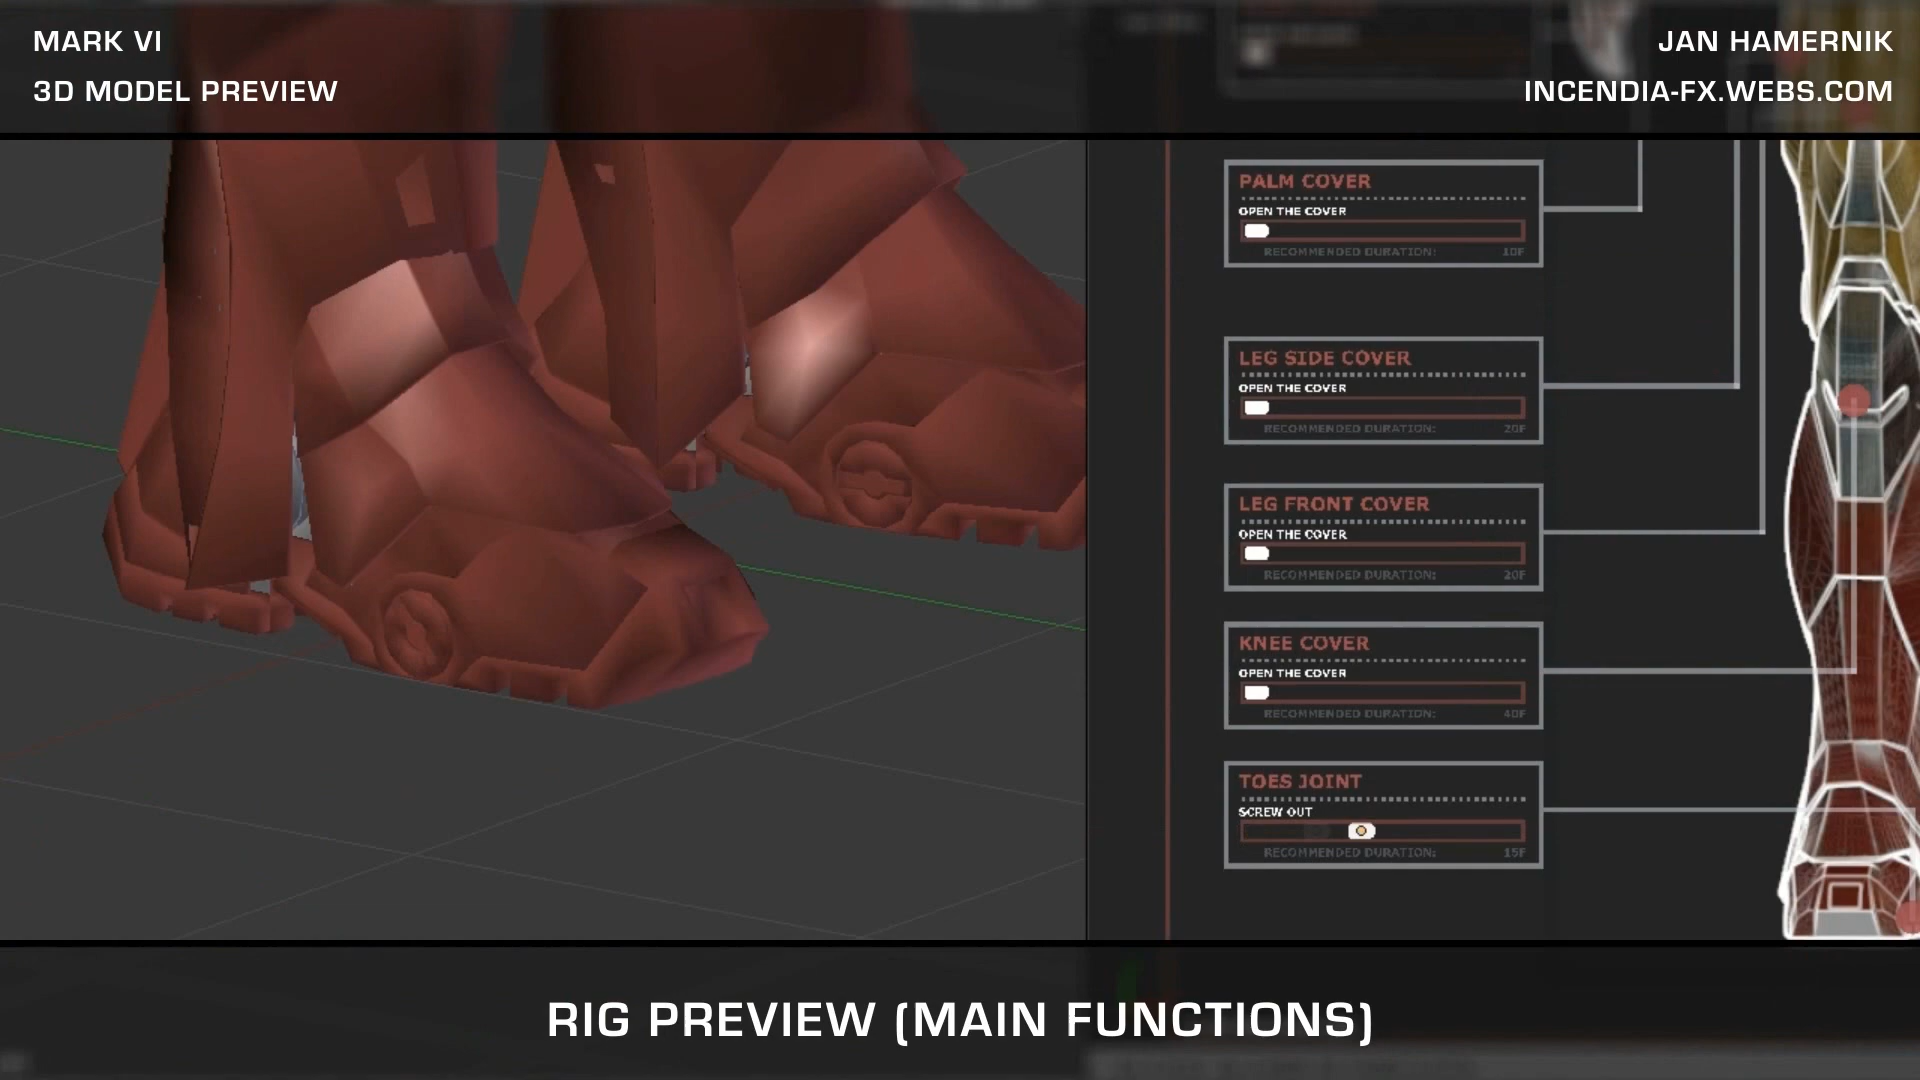 MARK VI
3D MODEL PREVIEW
JAN HAMERNIK
INCENDIA-FX.WEBS.COM
PALM COVER
OPEN THE COVER
RECOMMENDED DURATION: 10F
LEG SIDE COVER
OPEN THE COVER
RECOMMENDED DURATION: 20F
LEG FRONT COVER
OPEN THE COVER
RECOMMENDED DURATION: 20F
KNEE COVER
OPEN THE COVER
RECOMMENDED DURATION: 40F
TOES JOINT
SCREW OUT
RECOMMENDED DURATION: 15F
RIG PREVIEW (MAIN FUNCTIONS)